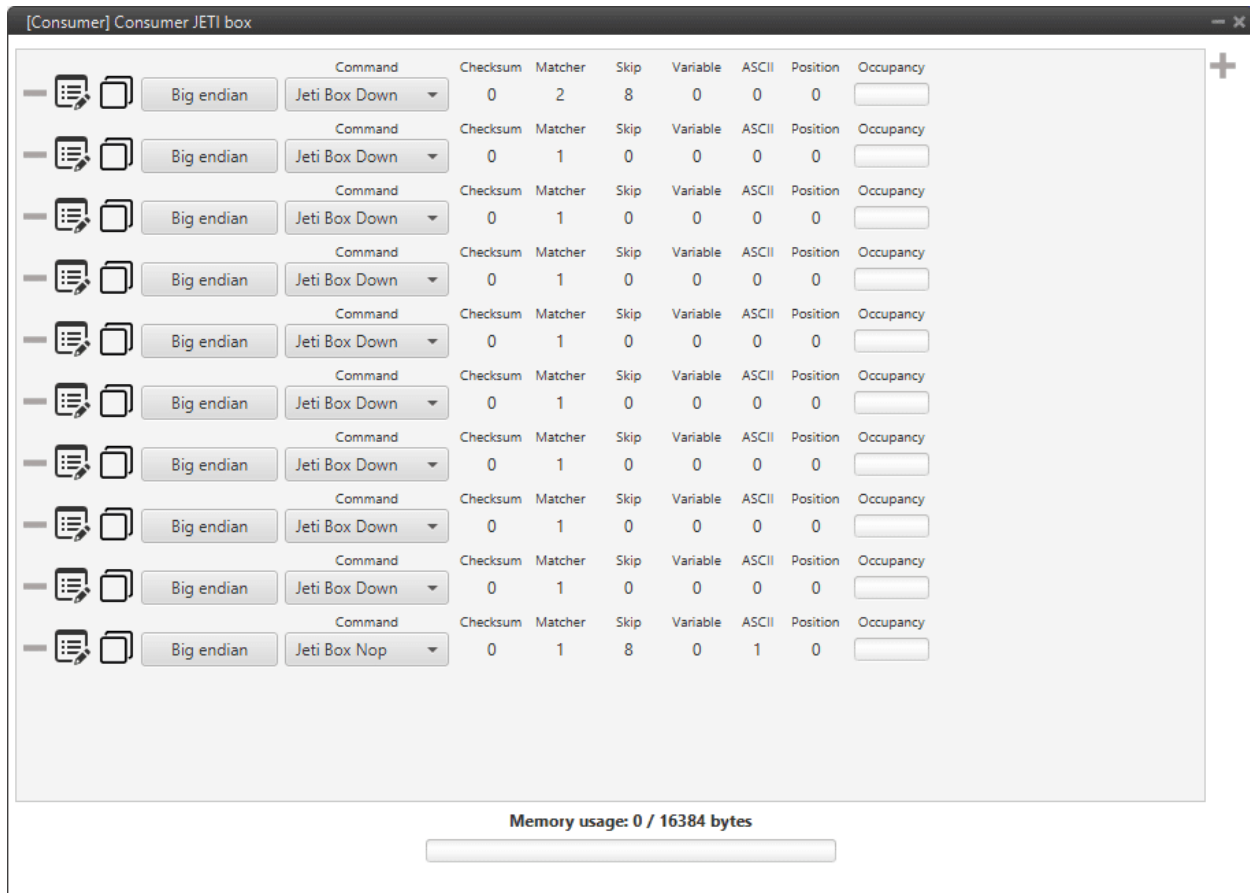 [Consumer] Consumer JETI box
Command Checksum Matcher Skip Variable ASCII Position Occupancy
Big endian Jeti Box Down 0 2 8 0 0 0
Command Checksum Matcher Skip Variable ASCII Position Occupancy
Big endian Jeti Box Down 0 1 0 0 0 0
Command Checksum Matcher Skip Variable ASCII Position Occupancy
Big endian Jeti Box Down 0 1 0 0 0 0
Command Checksum Matcher Skip Variable ASCII Position Occupancy
Big endian Jeti Box Down 0 1 0 0 0 0
Command Checksum Matcher Skip Variable ASCII Position Occupancy
Big endian Jeti Box Down 0 1 0 0 0 0
Command Checksum Matcher Skip Variable ASCII Position Occupancy
Big endian Jeti Box Down 0 1 0 0 0 0
Command Checksum Matcher Skip Variable ASCII Position Occupancy
Big endian Jeti Box Down 0 1 0 0 0 0
Command Checksum Matcher Skip Variable ASCII Position Occupancy
Big endian Jeti Box Down 0 1 0 0 0 0
Command Checksum Matcher Skip Variable ASCII Position Occupancy
Big endian Jeti Box Down 0 1 0 0 0 0
Command Checksum Matcher Skip Variable ASCII Position Occupancy
Big endian Jeti Box Nop 0 1 8 0 1 0
Memory usage: 0 / 16384 bytes